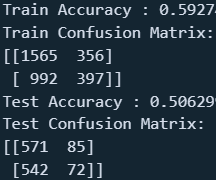 Train Accuracy : 0.5927
Train Confusion Matrix:
[[1565  356]
 [ 992  397]]
Test Accuracy : 0.50629
Test Confusion Matrix:
[[571  85]
 [542  72]]